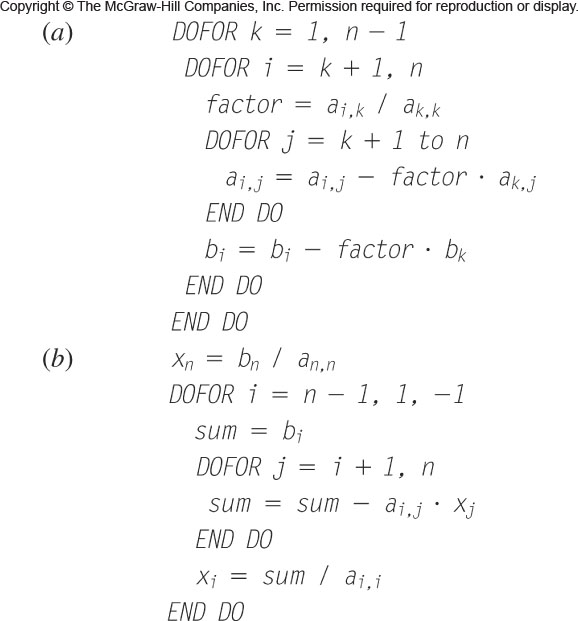 Copyright © The McGraw-Hill Companies, Inc. Permission required for reproduction or display.
(a) DOFOR k = 1, n − 1
DOFOR i = k + 1, n
factor = a_{i,k} / a_{k,k}
DOFOR j = k + 1 to n
a_{i,j} = a_{i,j} − factor · a_{k,j}
END DO
b_i = b_i − factor · b_k
END DO
END DO
(b) x_n = b_n / a_{n,n}
DOFOR i = n − 1, 1, −1
sum = b_i
DOFOR j = i + 1, n
sum = sum − a_{i,j} · x_j
END DO
x_i = sum / a_{i,i}
END DO